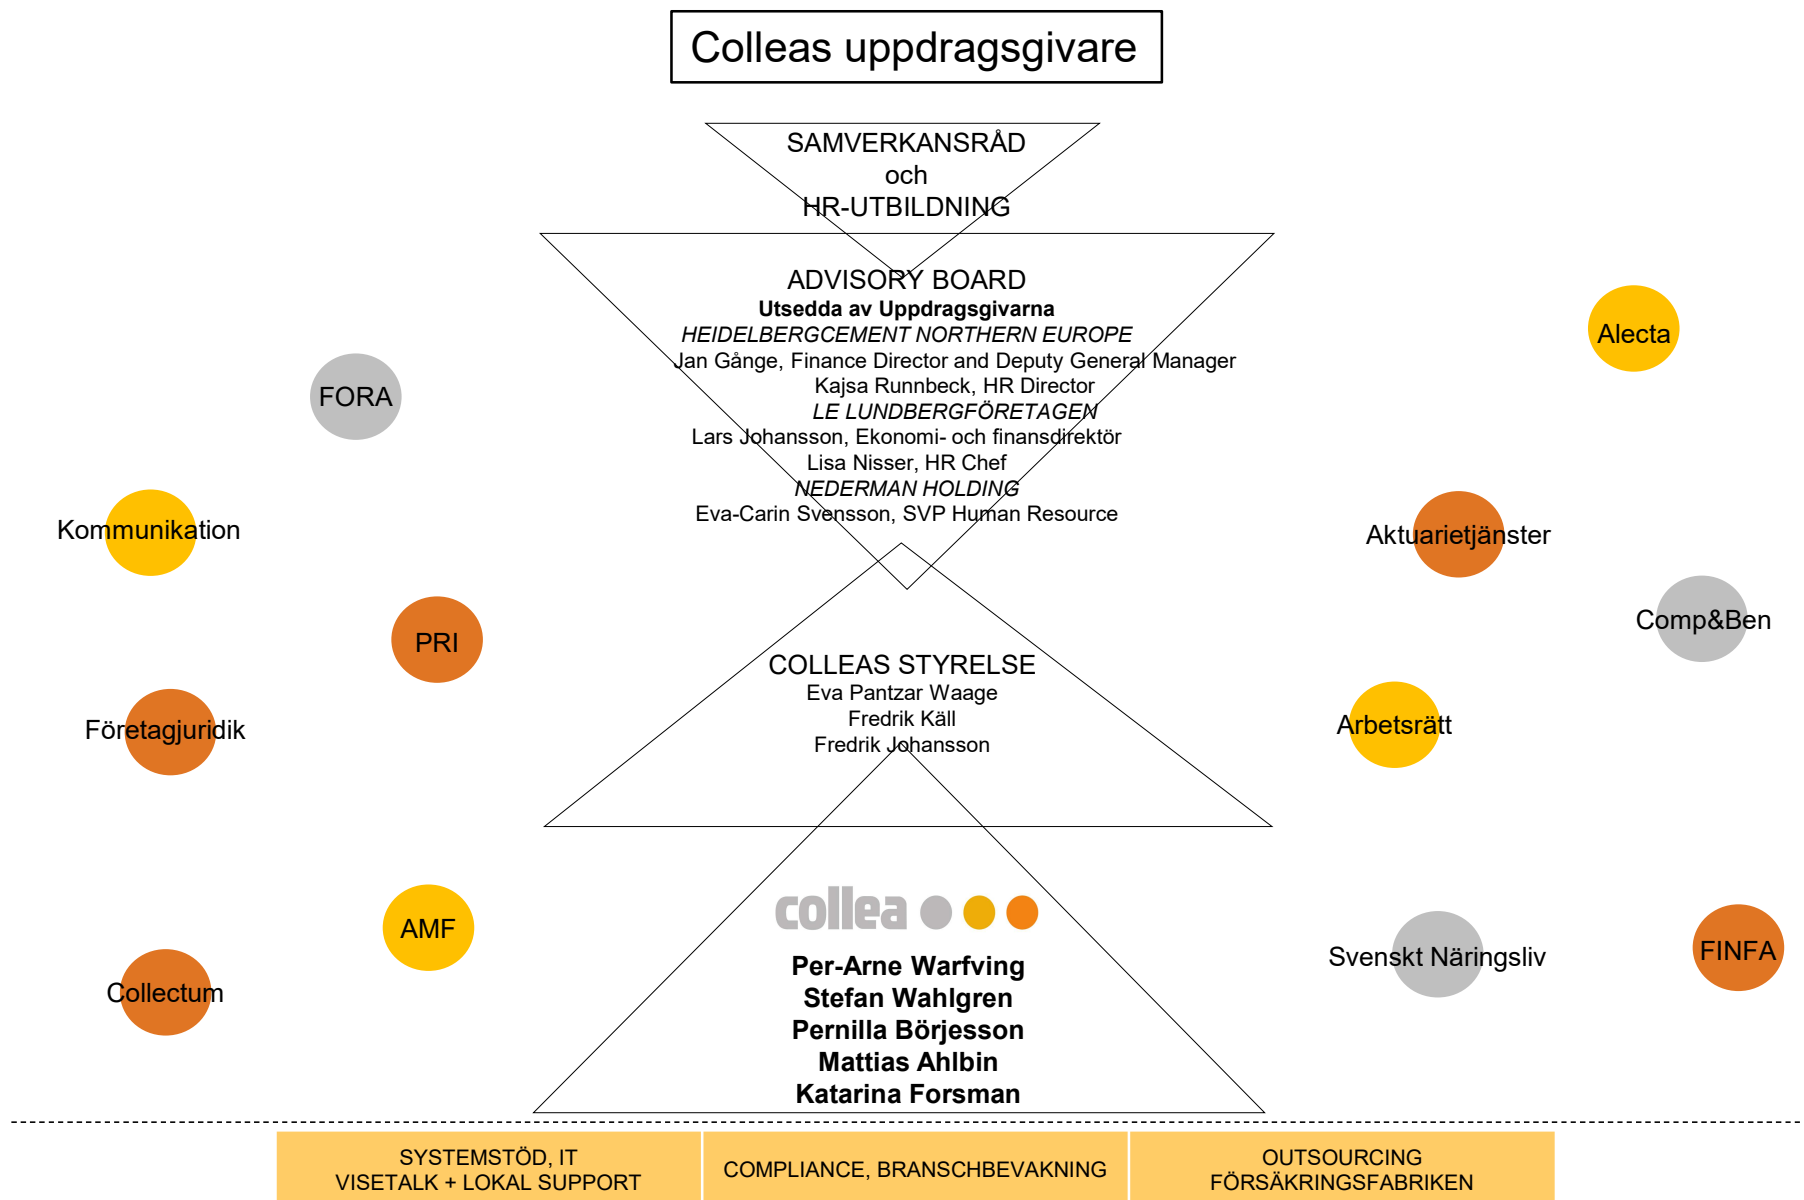 Colleas uppdragsgivare
SAMVERKANSRÅD
och
HR-UTBILDNING
ADVISORY BOARD
Utsedda av Uppdragsgivarna
HEIDELBERGCEMENT NORTHERN EUROPE
Jan Gånge, Finance Director and Deputy General Manager
Kajsa Runnbeck, HR Director
LE LUNDBERGFÖRETAGEN
Lars Johansson, Ekonomi- och finansdirektör
Lisa Nisser, HR Chef
NEDERMAN HOLDING
Eva-Carin Svensson, SVP Human Resource
COLLEAS STYRELSE
Eva Pantzar Waage
Fredrik Käll
Fredrik Johansson
collea
Per-Arne Warfving
Stefan Wahlgren
Pernilla Börjesson
Mattias Ahlbin
Katarina Forsman
FORA
Kommunikation
PRI
Företagjuridik
AMF
Collectum
Alecta
Aktuarietjänster
Comp&Ben
Arbetsrätt
Svenskt Näringsliv
FINFA
SYSTEMSTÖD, IT
VISETALK + LOKAL SUPPORT
COMPLIANCE, BRANSCHBEVAKNING
OUTSOURCING
FÖRSÄKRINGSFABRIKEN